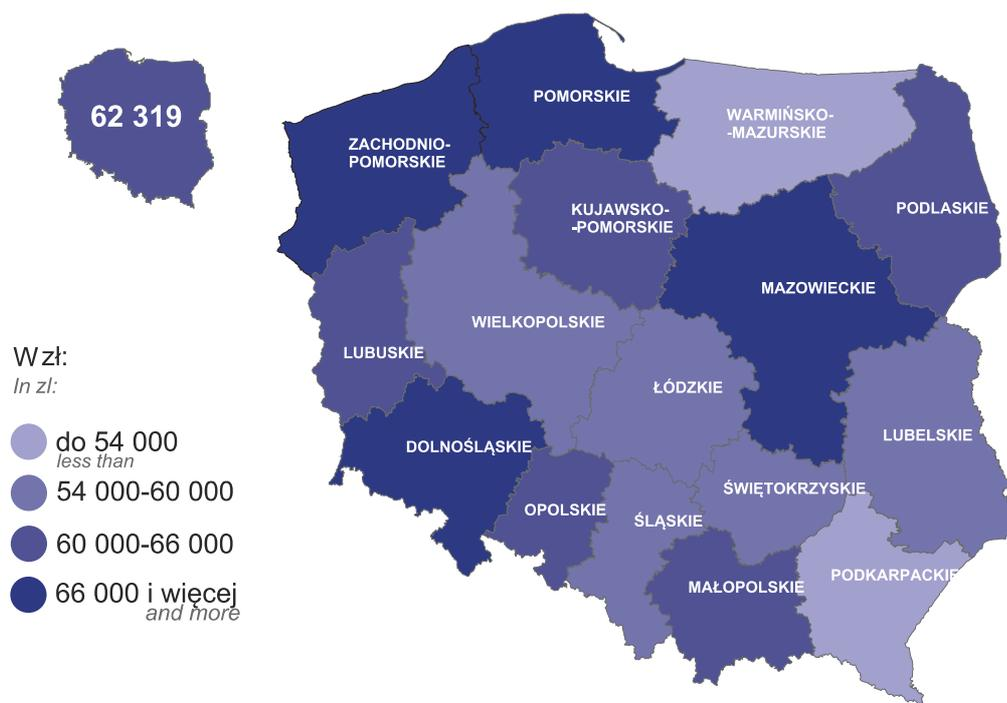 62 319
POMORSKIE
WARMIŃSKO-
-MAZURSKIE
ZACHODNIO-
POMORSKIE
KUJAWSKO-
-POMORSKIE
PODLASKIE
MAZOWIECKIE
WIELKOPOLSKIE
LUBUSKIE
ŁÓDZKIE
LUBELSKIE
DOLNOŚLĄSKIE
ŚWIĘTOKRZYSKIE
OPOLSKIE
ŚLĄSKIE
MAŁOPOLSKIE
PODKARPACKIE
W zł:
In zl:
do 54 000
less than
54 000-60 000
60 000-66 000
66 000 i więcej
and more